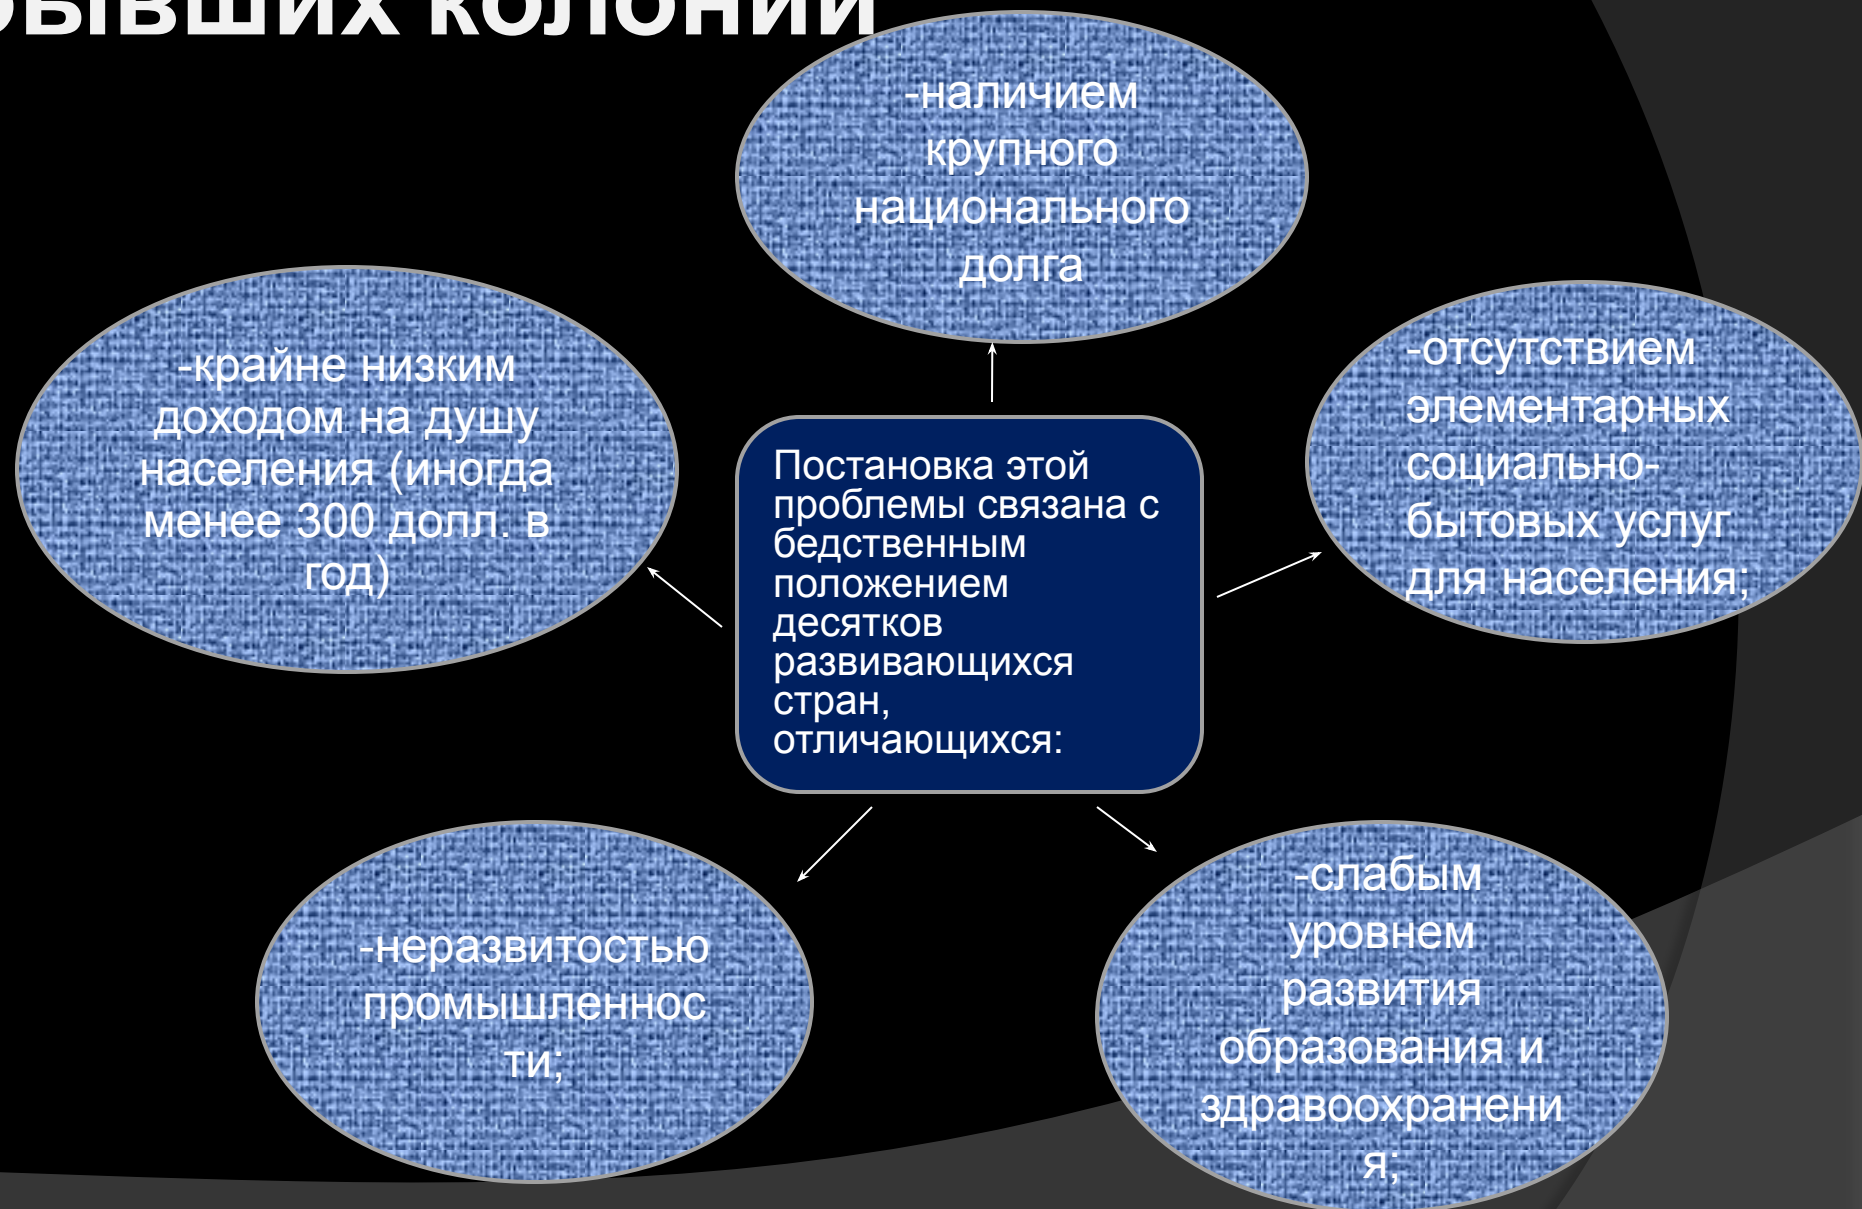 бывших колоний
-наличием
крупного
национального
долга
-крайне низким
доходом на душу
населения (иногда
менее 300 долл. в
год)
-отсутствием
элементарных
социально-
бытовых услуг
для населения;
Постановка этой
проблемы связана с
бедственным
положением
десятков
развивающихся
стран,
отличающихся:
-неразвитостью
промышленнос
ти;
-слабым
уровнем
развития
образования и
здравоохранени
я;